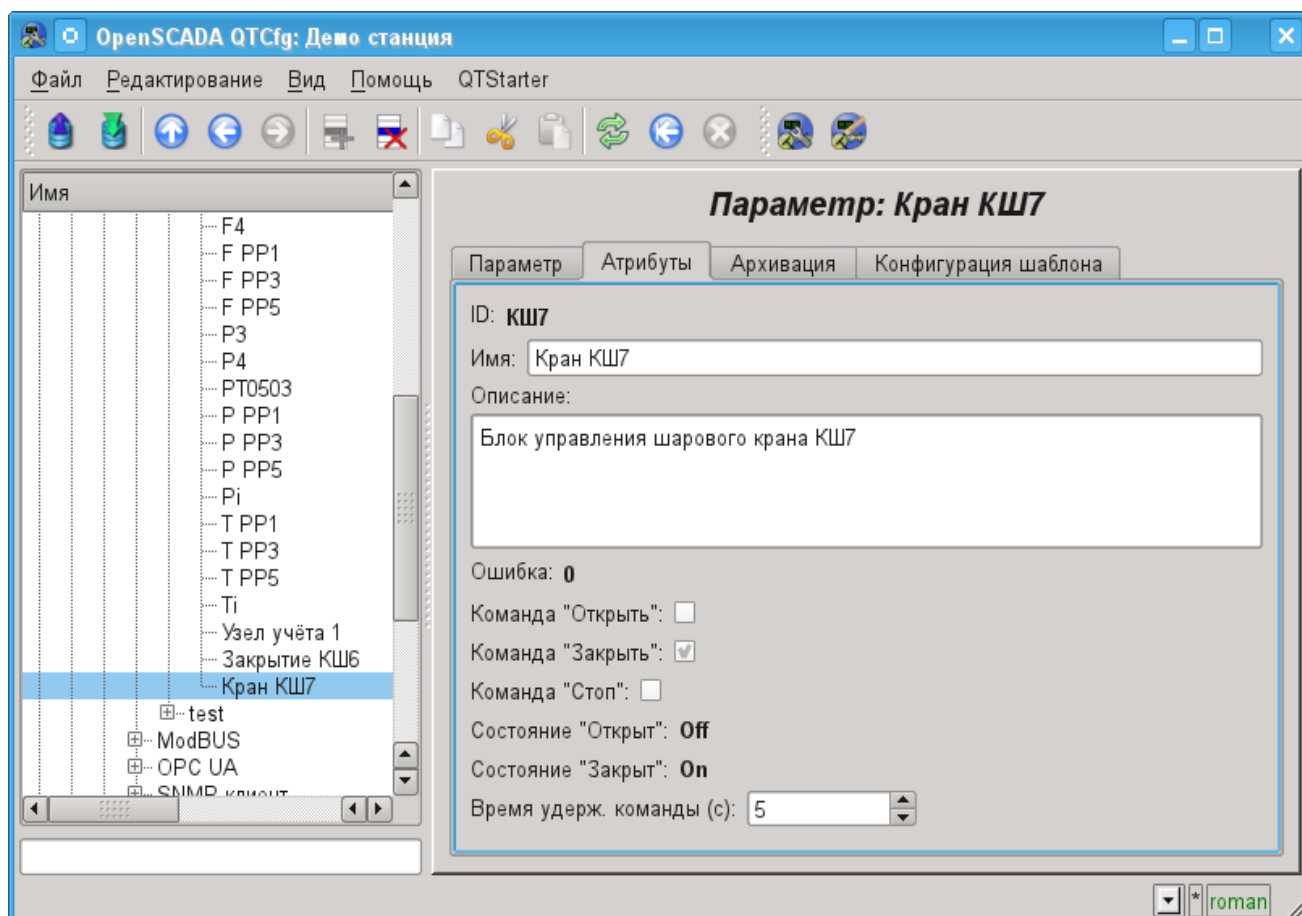 OpenSCADA QTCfg: Демо станция
Файл Редактирование Вид Помощь QTStarter
Имя
F4
F PP1
F PP3
F PP5
P3
P4
PT0503
P PP1
P PP3
P PP5
Pi
T PP1
T PP3
T PP5
Ti
Узел учёта 1
Закрытие КШ6
Кран КШ7
test
ModBUS
OPC UA
SNMP клиент
Параметр: Кран КШ7
Параметр Атрибуты Архивация Конфигурация шаблона
ID: КШ7
Имя: Кран КШ7
Описание:
Блок управления шарового крана КШ7
Ошибка: 0
Команда "Открыть":
Команда "Закрыть":
Команда "Стоп":
Состояние "Открыт": Off
Состояние "Закрыт": On
Время удерж. команды (с): 5
* roman